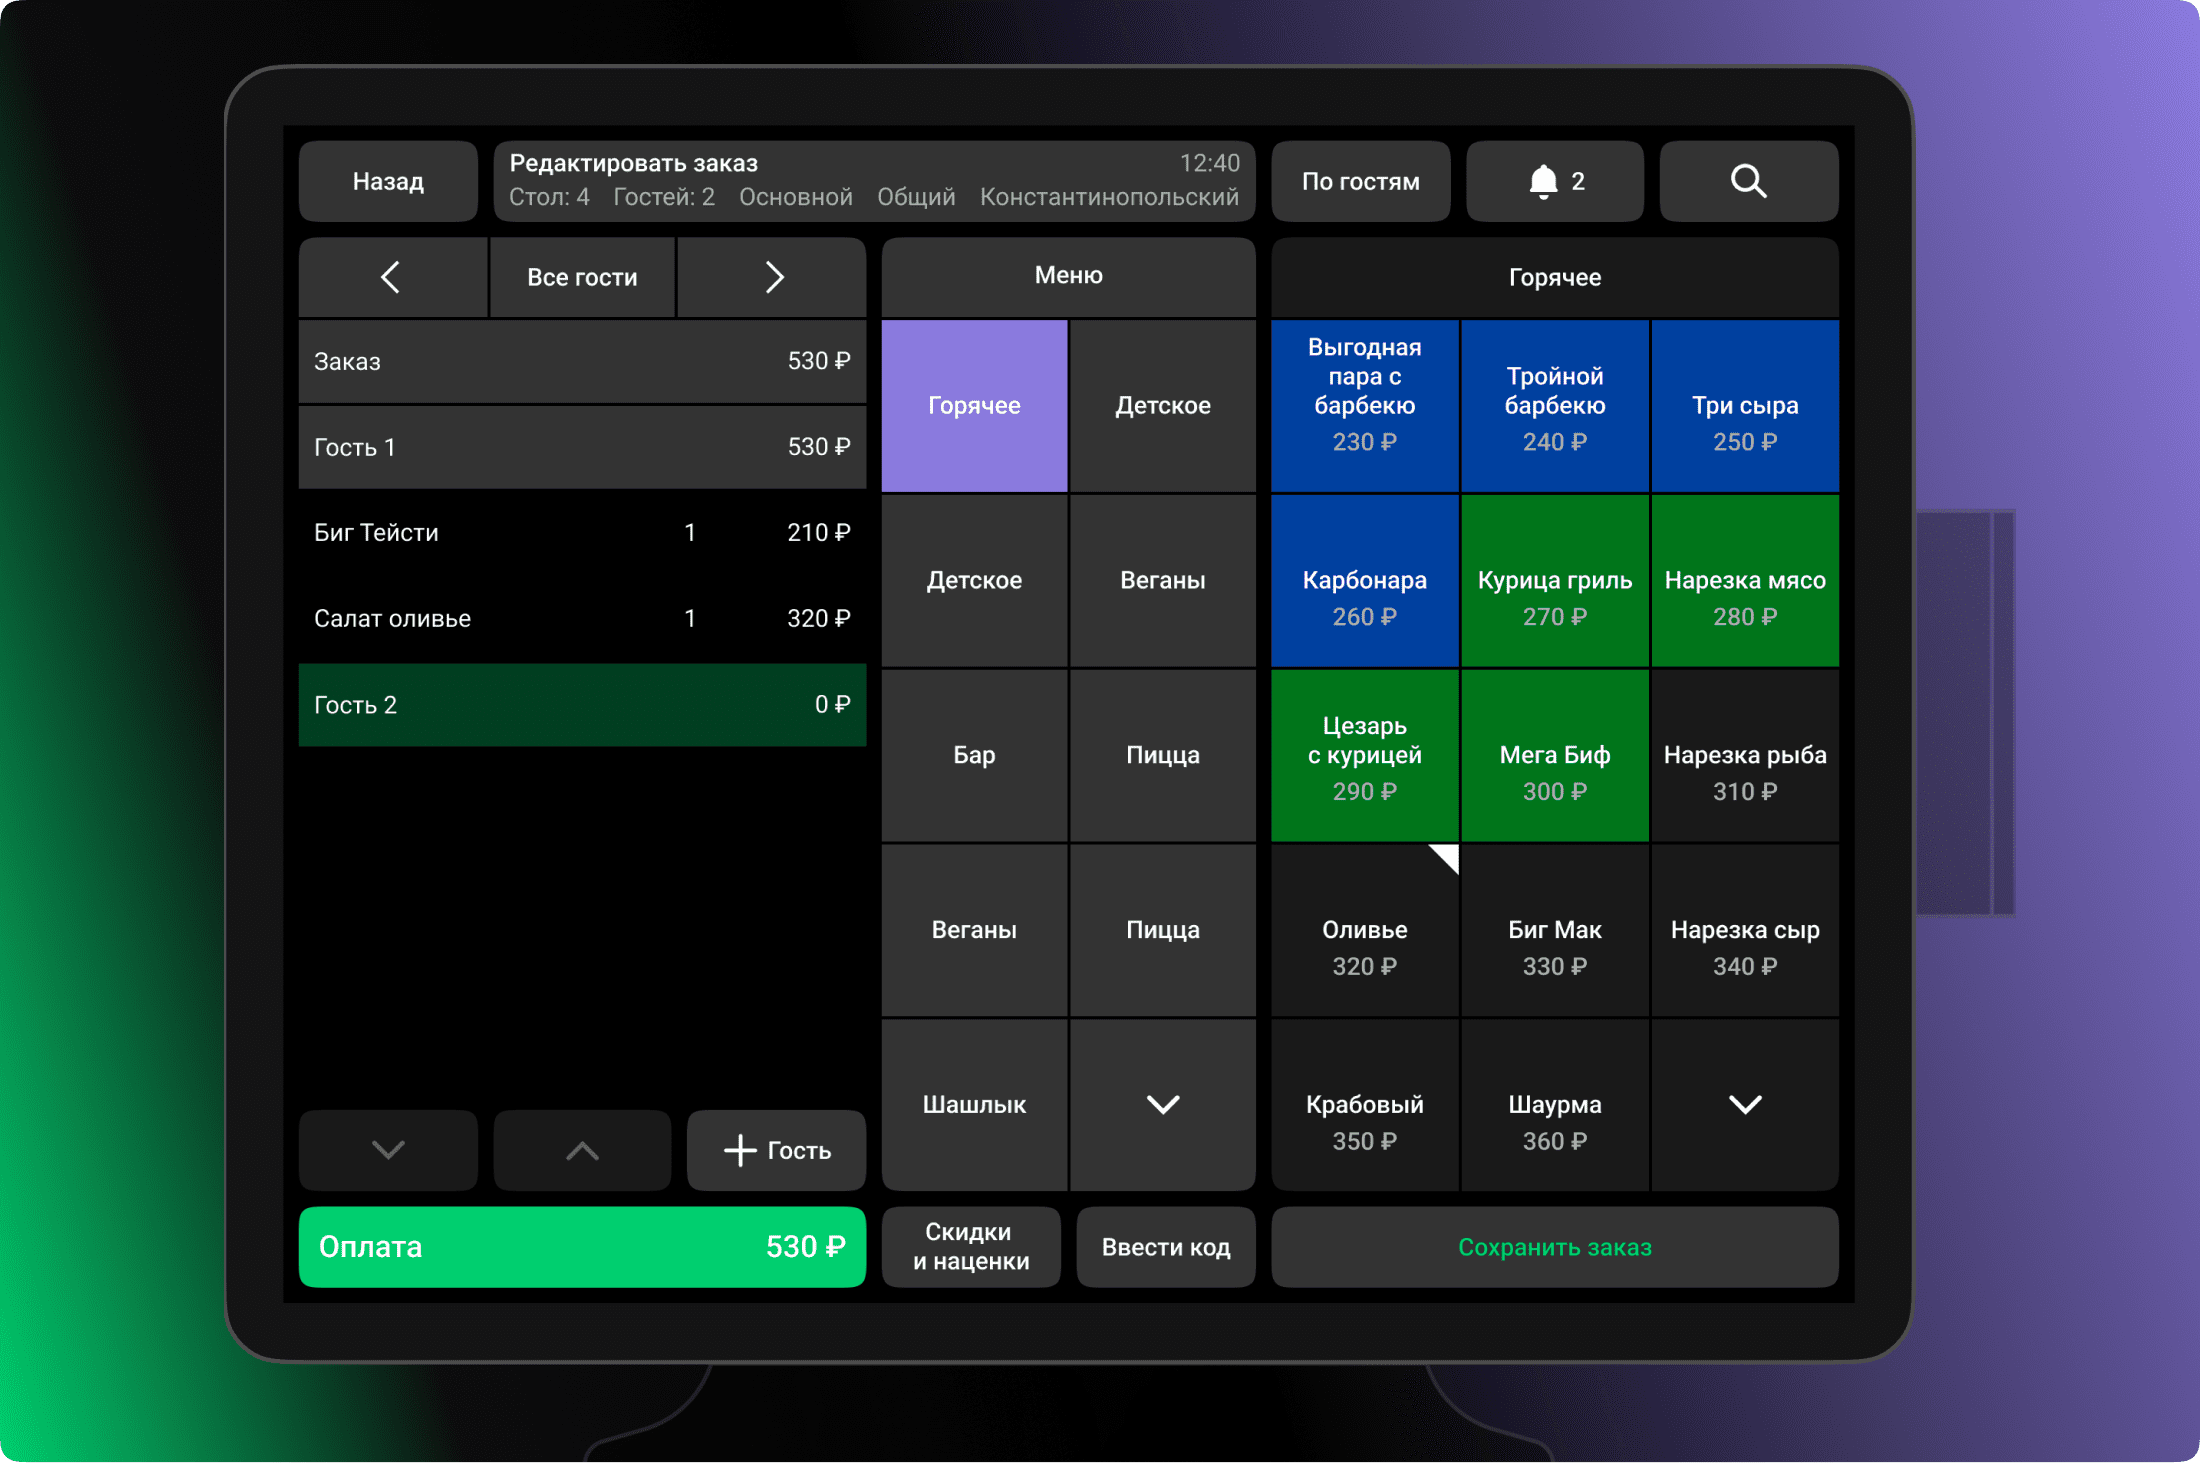 Назад
Редактировать заказ 12:40
Стол: 4 Гостей: 2 Основной Общий Константинопольский
По гостям
2
Все гости
Заказ 530 ₽
Гость 1 530 ₽
Биг Тейсти 1 210 ₽
Салат оливье 1 320 ₽
Гость 2 0 ₽
Гость
Оплата 530 ₽
Меню
Горячее Детское
Детское Веганы
Бар Пицца
Веганы Пицца
Шашлык
Скидки
и наценки
Ввести код
Горячее
Выгодная
пара с
барбекю
230 ₽
Тройной
барбекю
240 ₽
Три сыра
250 ₽
Карбонара
260 ₽
Курица гриль
270 ₽
Нарезка мясо
280 ₽
Цезарь
с курицей
290 ₽
Мега Биф
300 ₽
Нарезка рыба
310 ₽
Оливье
320 ₽
Биг Мак
330 ₽
Нарезка сыр
340 ₽
Крабовый
350 ₽
Шаурма
360 ₽
Сохранить заказ